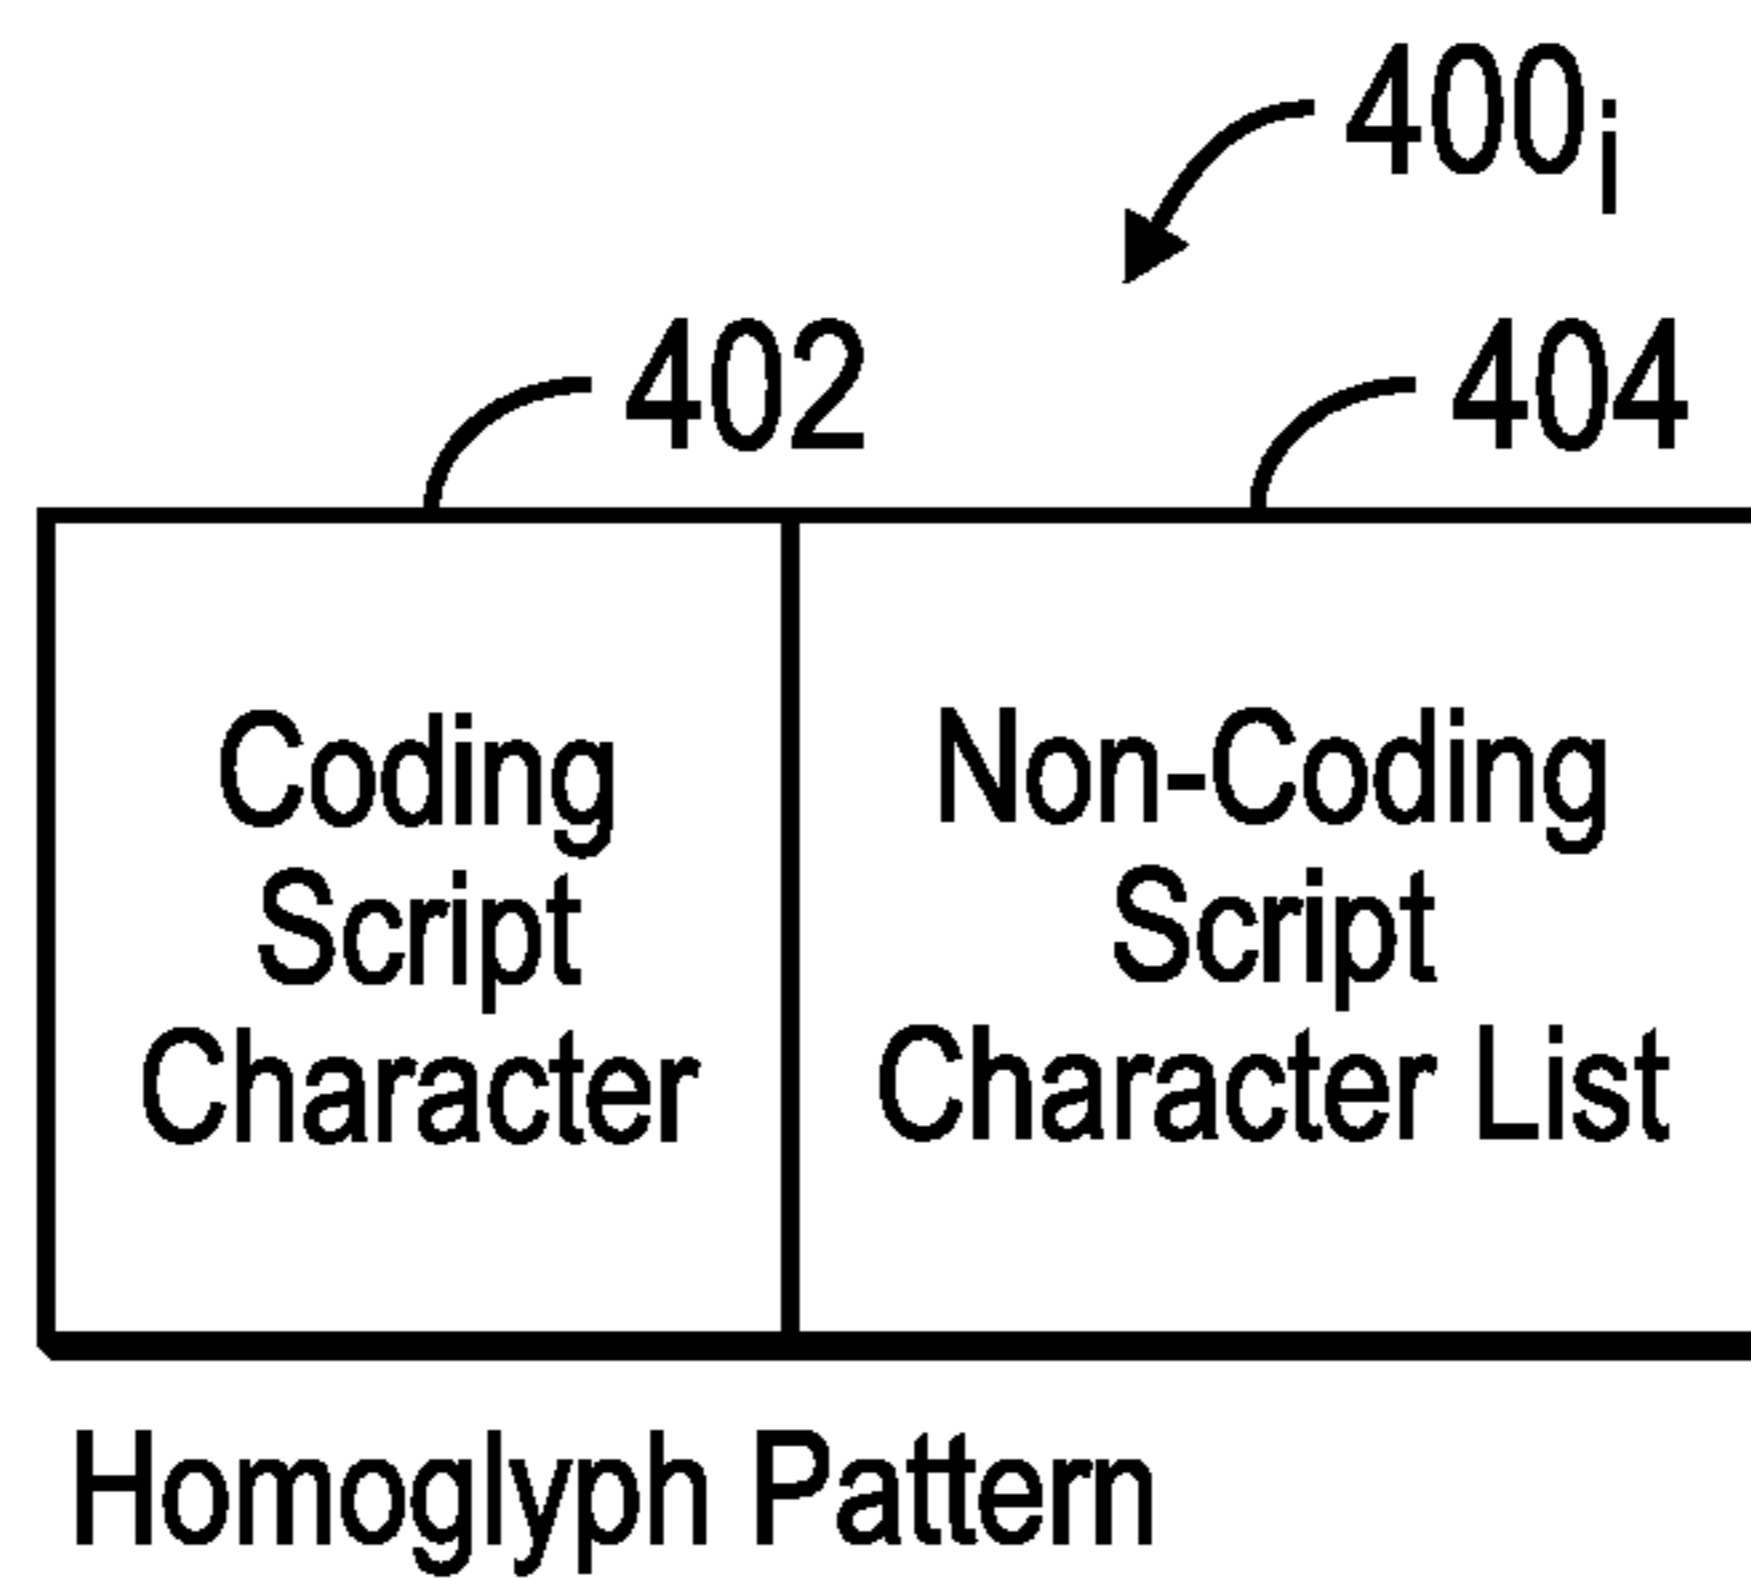 400i
402
404
Coding
Script
Character
Non-Coding
Script
Character List
Homoglyph Pattern